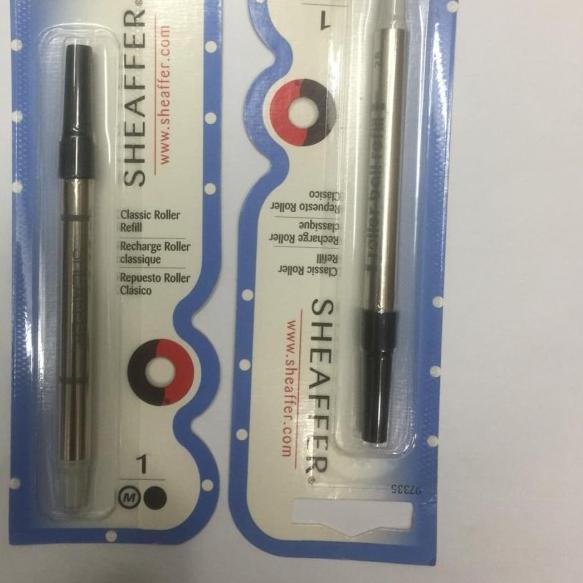 SHEAFFER®
www.sheaffer.com
Classic Roller
Refill
Recharge Roller
classique
Repuesto Roller
Clásico
1
M
1
Clásico
Repuesto Roller
classique
Recharge Roller
Refill
Classic Roller
SHEAFFER®
www.sheaffer.com
97335